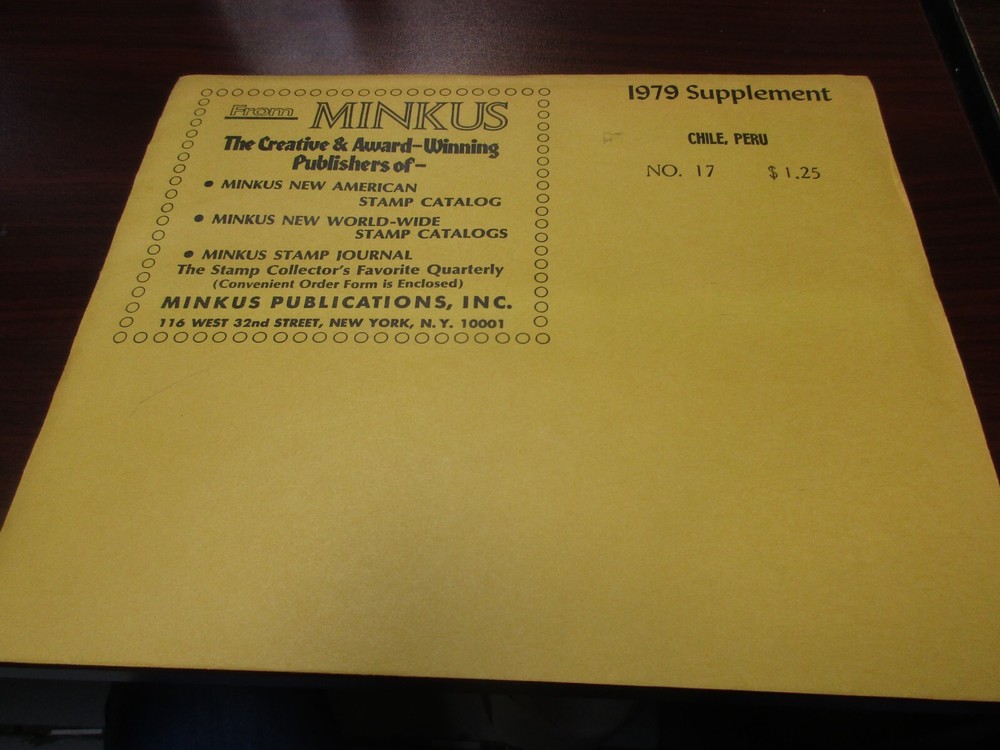 From MINKUS
The Creative & Award-Winning
Publishers of-
• MINKUS NEW AMERICAN
STAMP CATALOG
• MINKUS NEW WORLD-WIDE
STAMP CATALOGS
• MINKUS STAMP JOURNAL
The Stamp Collector's Favorite Quarterly
(Convenient Order Form is Enclosed)
MINKUS PUBLICATIONS, INC.
116 WEST 32nd STREET, NEW YORK, N.Y. 10001
1979 Supplement
CHILE, PERU
NO. 17 $1.25